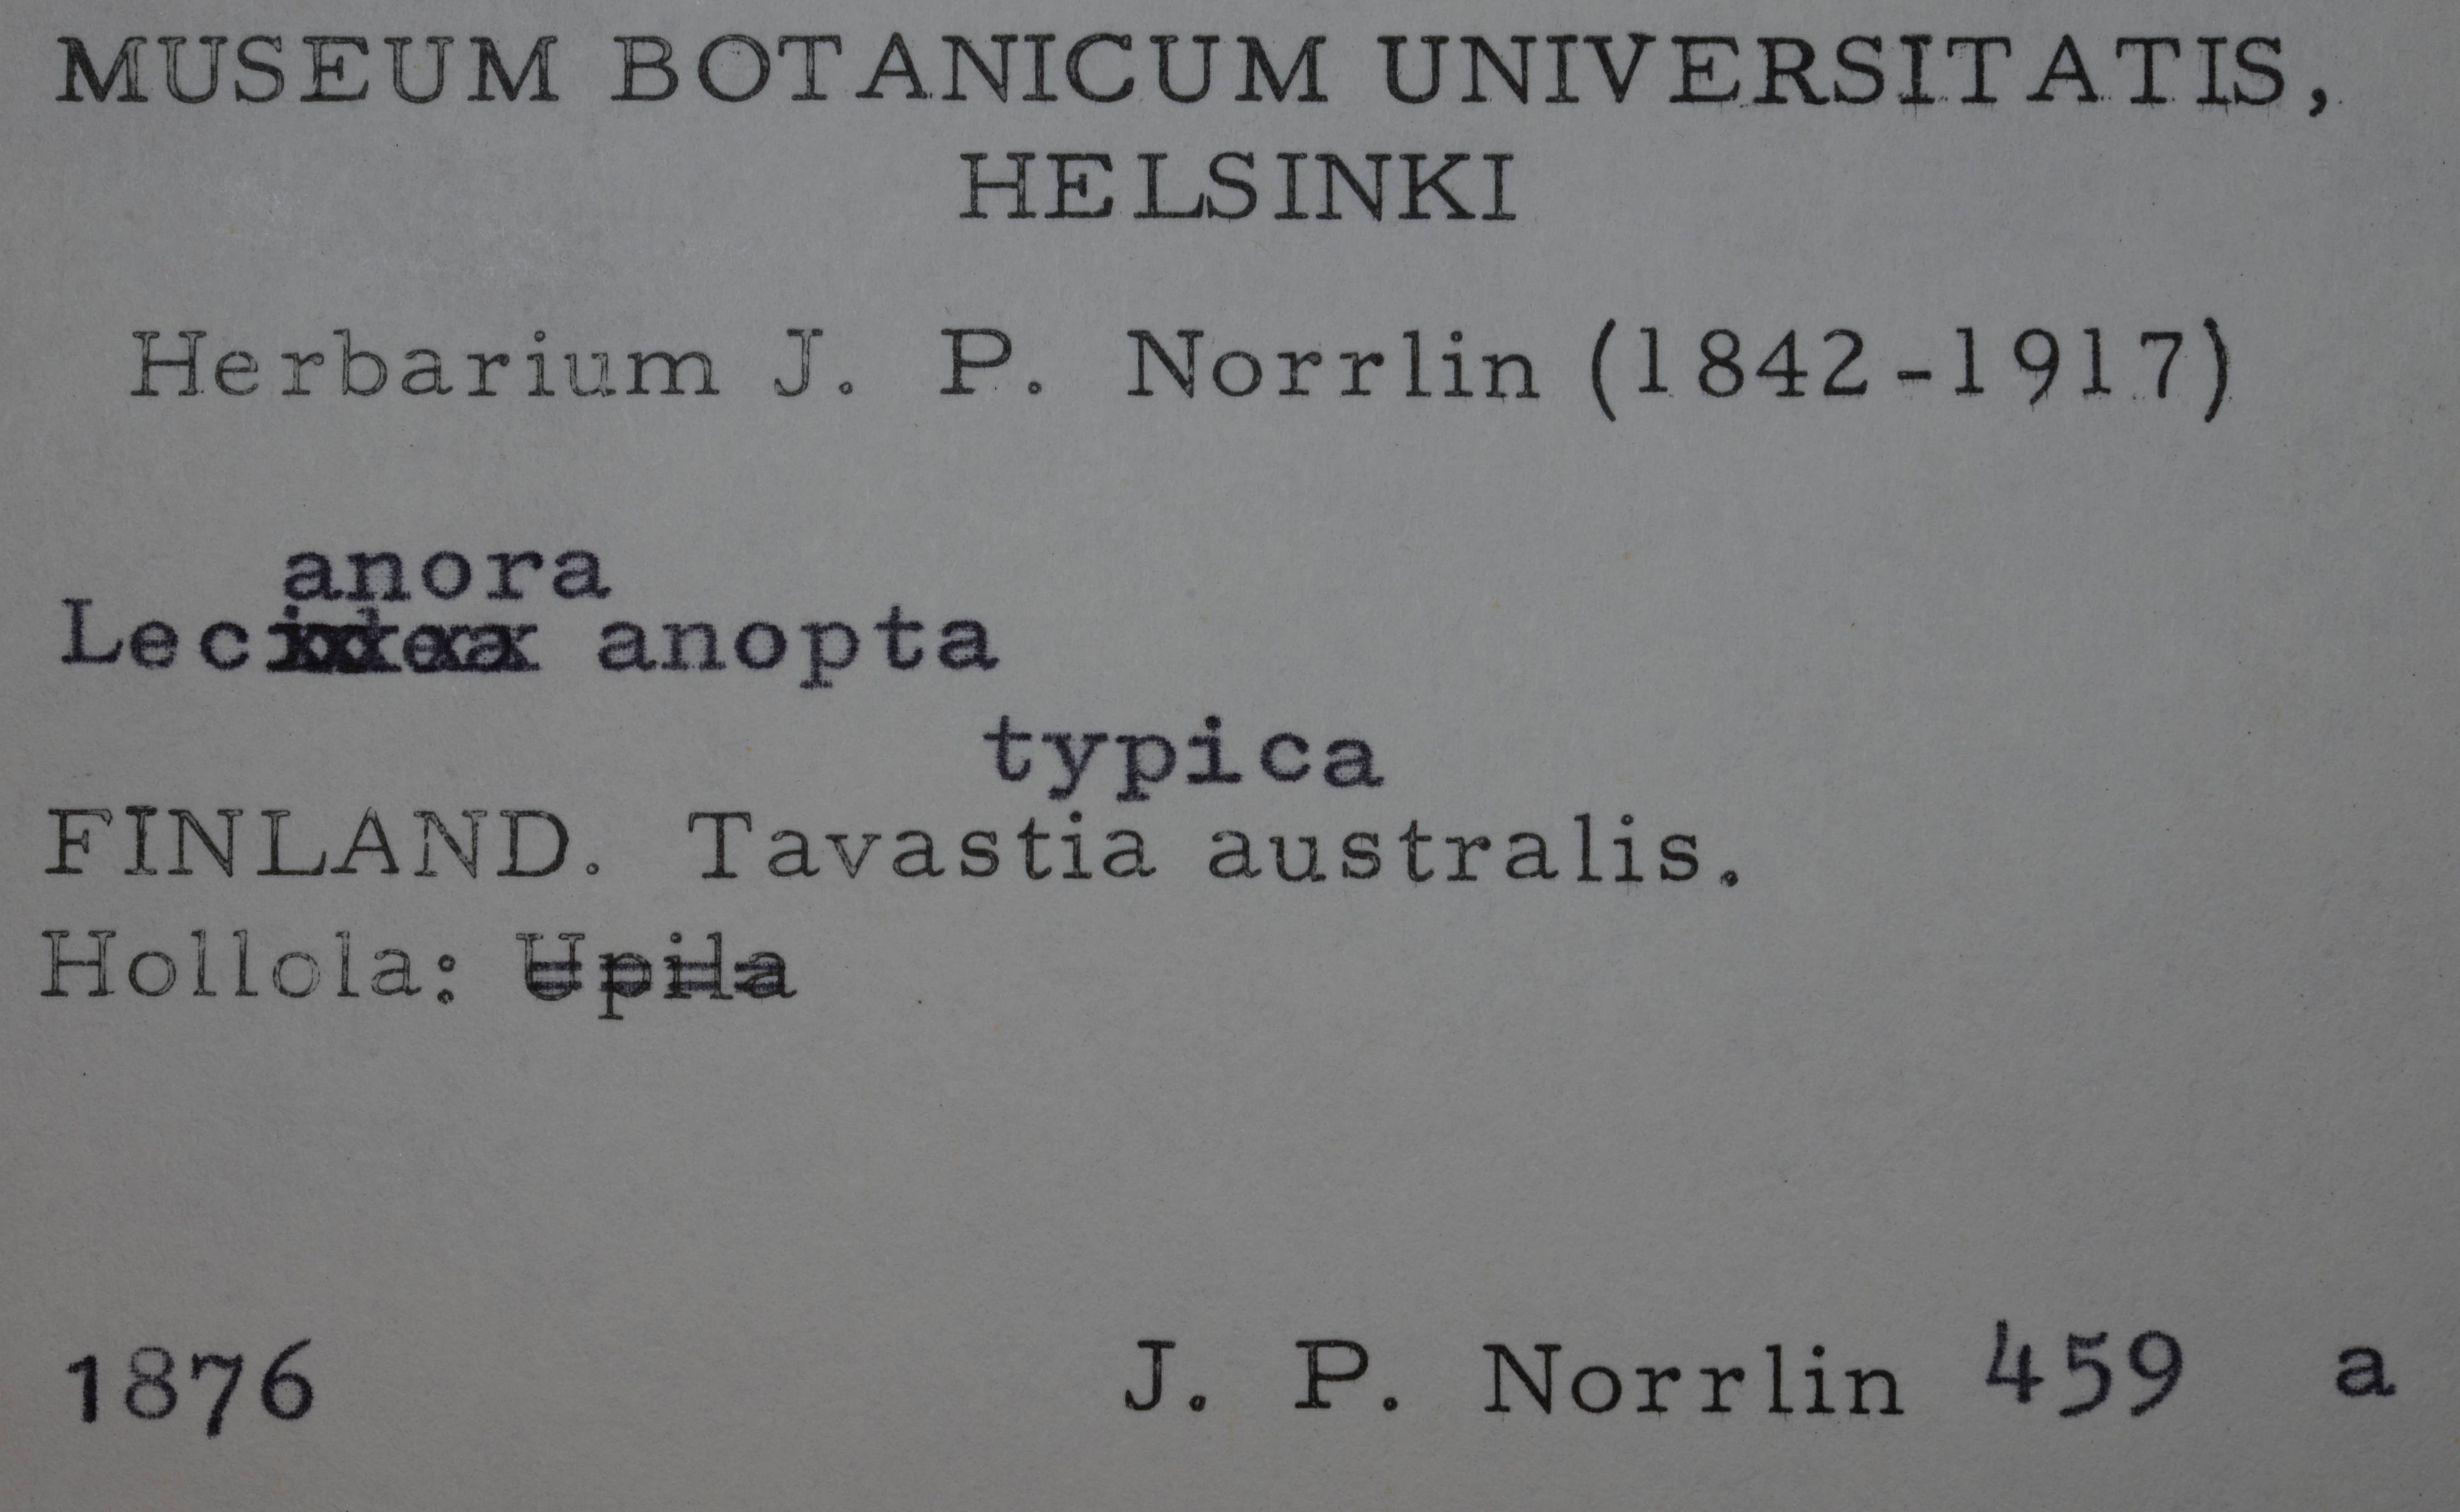 MUSEUM BOTANICUM UNIVERSITATIS,
HELSINKI
Herbarium J. P. Norrlin (1842-1917)
anora
Lecidea anopta
typica
FINLAND. Tavastia australis.
Hollola: Upila
1876 J. P. Norrlin 459 a